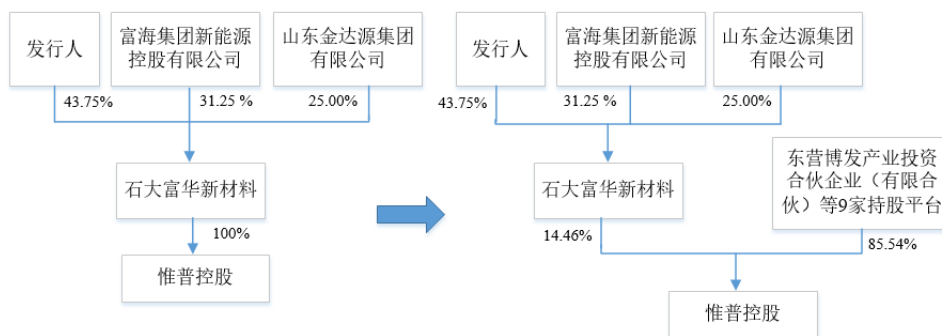 发行人
富海集团新能源
控股有限公司
山东金达源集团
有限公司
43.75%
31.25 %
25.00%
石大富华新材料
100%
惟普控股
发行人
富海集团新能源
控股有限公司
山东金达源集团
有限公司
43.75%
31.25 %
25.00%
石大富华新材料
东营博发产业投资
合伙企业（有限合
伙）等9家持股平台
14.46%
85.54%
惟普控股